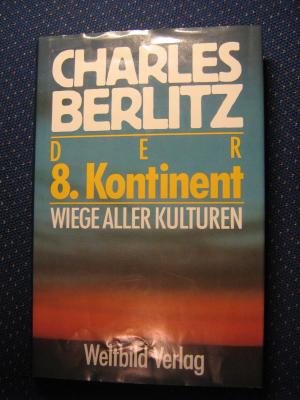 CHARLES
BERLITZ
DER
8. Kontinent
WIEGE ALLER KULTUREN
Weltbild Verlag